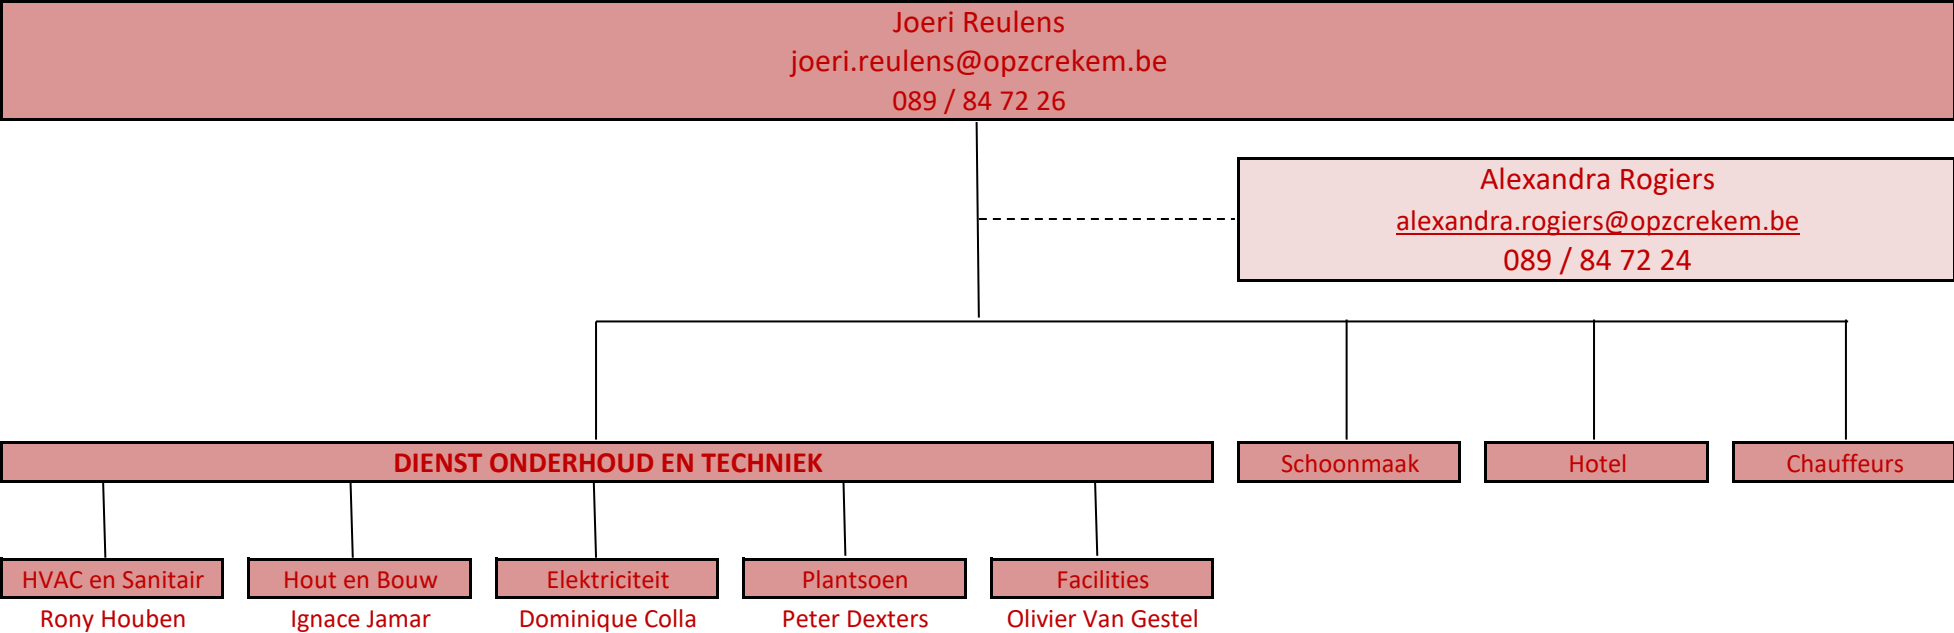 Joeri Reulens
joeri.reulens@opzcrekem.be
089 / 84 72 26
Alexandra Rogiers
alexandra.rogiers@opzcrekem.be
089 / 84 72 24
DIENST ONDERHOUD EN TECHNIEK
Schoonmaak
Hotel
Chauffeurs
HVAC en Sanitair
Hout en Bouw
Elektriciteit
Plantsoen
Facilities
Rony Houben
Ignace Jamar
Dominique Colla
Peter Dexters
Olivier Van Gestel